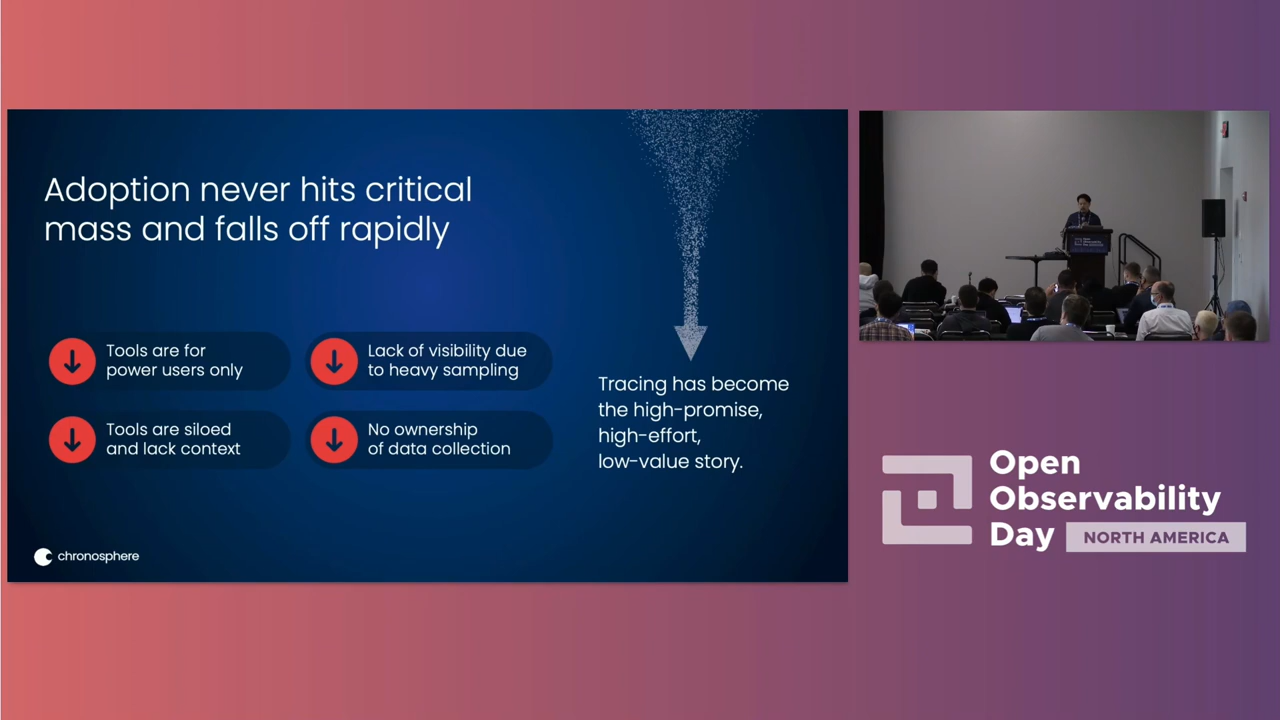 Adoption never hits critical
mass and falls off rapidly
Tools are for
power users only
Lack of visibility due
to heavy sampling
Tools are siloed
and lack context
No ownership
of data collection
Tracing has become
the high-promise,
high-effort,
low-value story.
chronosphere
Open
Observability
Day
NORTH AMERICA